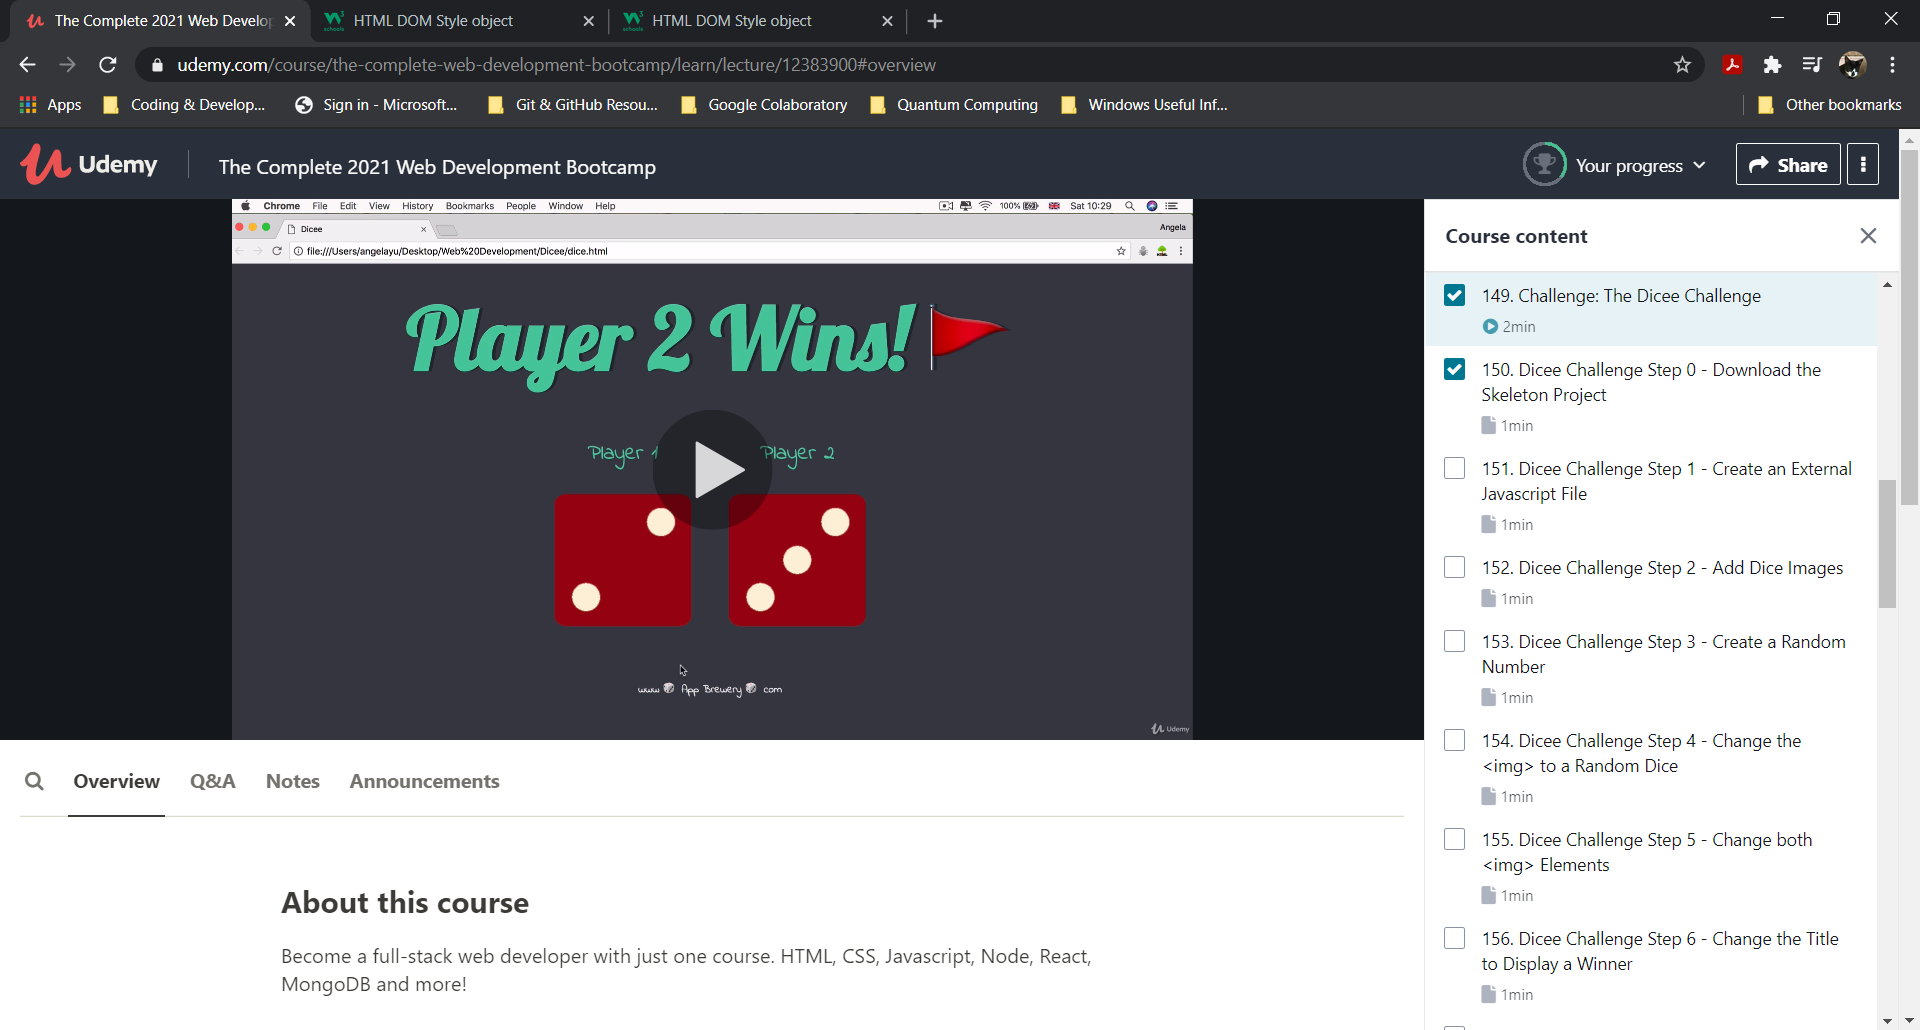 The Complete 2021 Web Develop
HTML DOM Style object
HTML DOM Style object
udemy.com/course/the-complete-web-development-bootcamp/learn/lecture/12383900#overview
Apps
Coding & Develop...
Sign in - Microsoft...
Git & GitHub Resou...
Google Colaboratory
Quantum Computing
Windows Useful Inf...
Other bookmarks
Udemy
The Complete 2021 Web Development Bootcamp
Your progress
Share
Chrome File Edit View History Bookmarks People Window Help
100% Sat 10:29
Dicee
Angela
file:///Users/angelayu/Desktop/Web%20Development/Dicee/dice.html
Player 2 Wins!
Player 1
Player 2
www App Brewery com
Udemy
Course content
149. Challenge: The Dicee Challenge
2min
150. Dicee Challenge Step 0 - Download the
Skeleton Project
1min
151. Dicee Challenge Step 1 - Create an External
Javascript File
1min
152. Dicee Challenge Step 2 - Add Dice Images
1min
153. Dicee Challenge Step 3 - Create a Random
Number
1min
154. Dicee Challenge Step 4 - Change the
<img> to a Random Dice
1min
155. Dicee Challenge Step 5 - Change both
<img> Elements
1min
156. Dicee Challenge Step 6 - Change the Title
to Display a Winner
1min
Overview
Q&A
Notes
Announcements
About this course
Become a full-stack web developer with just one course. HTML, CSS, Javascript, Node, React,
MongoDB and more!